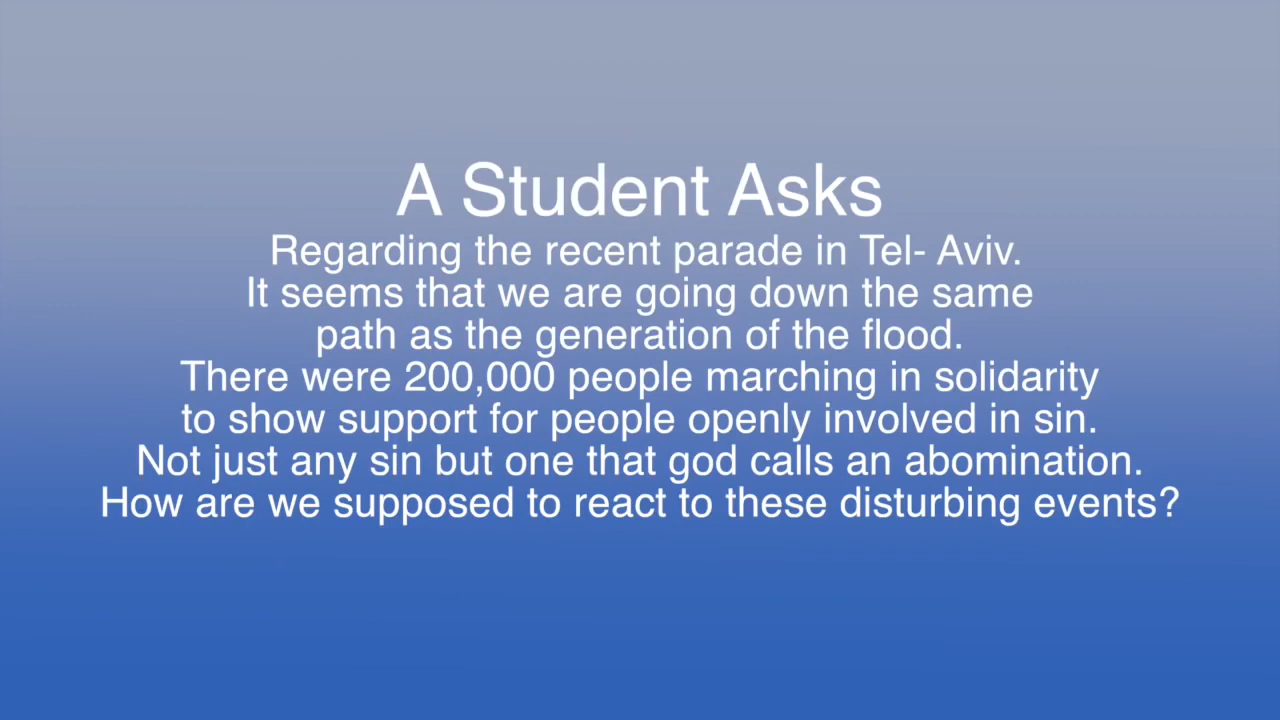 A Student Asks
Regarding the recent parade in Tel- Aviv.
It seems that we are going down the same
path as the generation of the flood.
There were 200,000 people marching in solidarity
to show support for people openly involved in sin.
Not just any sin but one that god calls an abomination.
How are we supposed to react to these disturbing events?